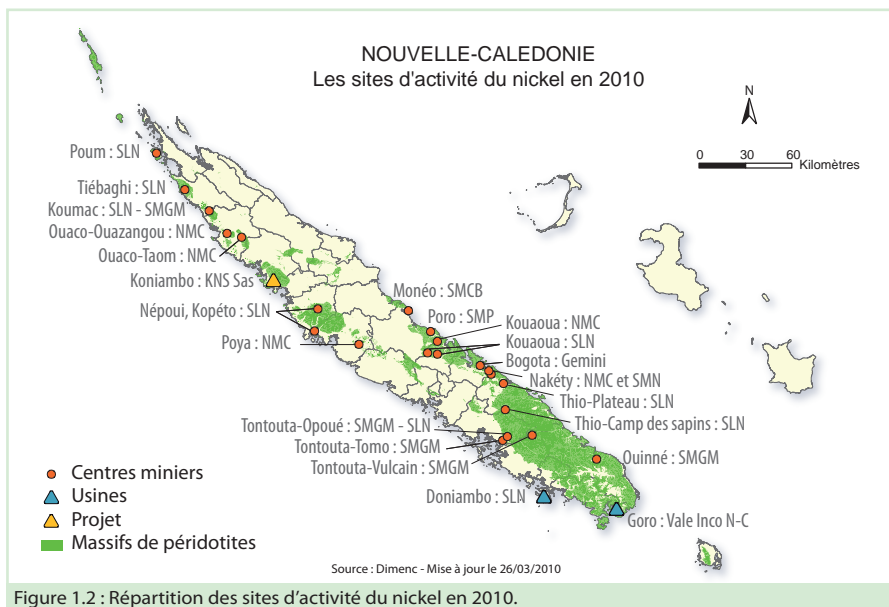 NOUVELLE-CALEDONIE
Les sites d'activité du nickel en 2010
N
0 30 60 Kilomètres
Poum : SLN
Tiébaghi : SLN
Koumac : SLN - SMGM
Ouaco-Ouazangou : NMC
Ouaco-Taom : NMC
Koniambo : KNS Sas
Népoui, Kopéto : SLN
Poya : NMC
Monéo : SMCB
Poro : SMP
Kouaoua : NMC
Kouaoua : SLN
Bogota : Gemini
Nakéty : NMC et SMN
Thio-Plateau : SLN
Thio-Camp des sapins : SLN
Tontouta-Opoué : SMGM - SLN
Tontouta-Tomo : SMGM
Tontouta-Vulcain : SMGM
Ouinné : SMGM
Doniambo : SLN
Goro : Vale Inco N-C
Centres miniers
Usines
Projet
Massifs de péridotites
Source : Dimenc - Mise à jour le 26/03/2010
Figure 1.2 : Répartition des sites d'activité du nickel en 2010.